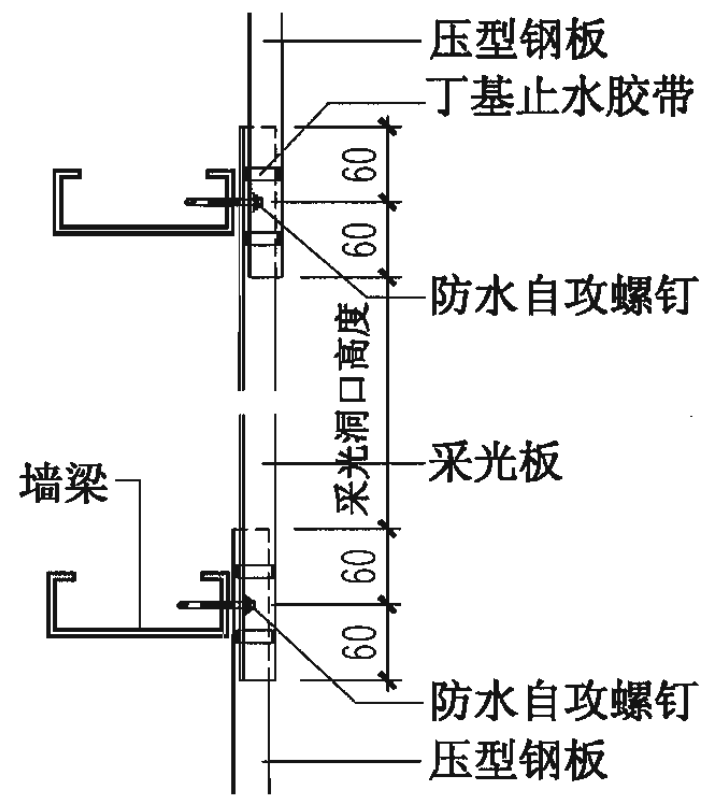 压型钢板
丁基止水胶带
60
60
防水自攻螺钉
采光洞口高度
采光板
墙梁
60
60
防水自攻螺钉
压型钢板